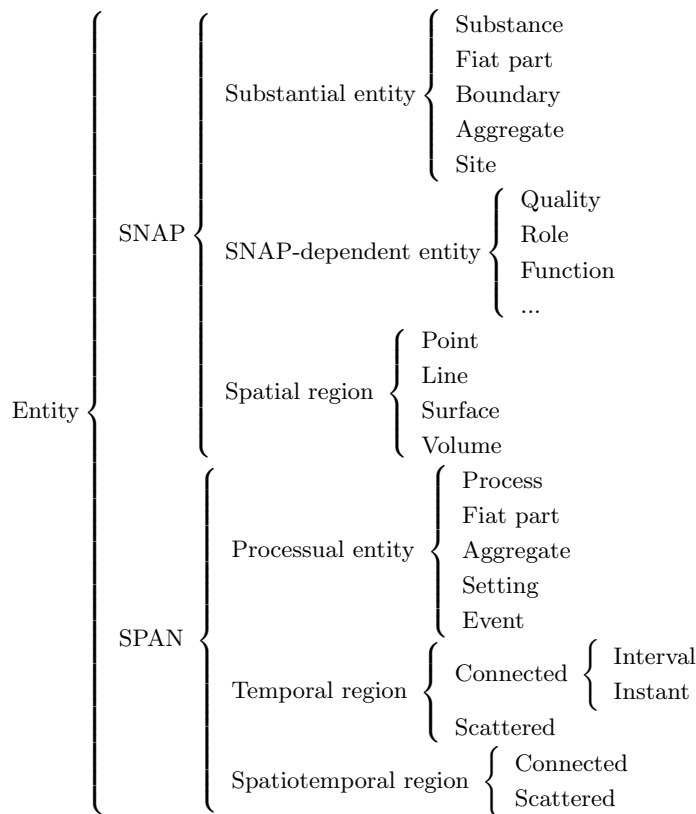 Substance
Fiat part
Substantial entity
Boundary
Aggregate
Site
Quality
SNAP
Role
SNAP-dependent entity
Function
...
Point
Line
Spatial region
Entity
Surface
Volume
Process
Fiat part
Processual entity
Aggregate
Setting
Event
SPAN
Interval
Connected
Temporal region
Instant
Scattered
Connected
Spatiotemporal region
Scattered